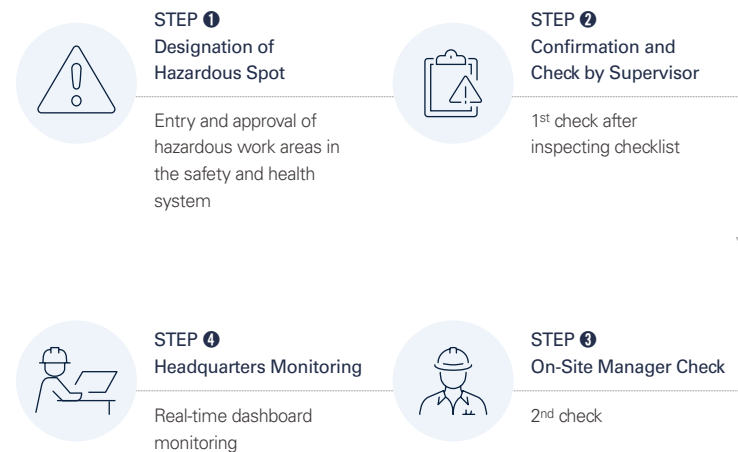 STEP ❶
Designation of
Hazardous Spot
Entry and approval of
hazardous work areas in
the safety and health
system
STEP ❷
Confirmation and
Check by Supervisor
1st check after
inspecting checklist
STEP ❸
On-Site Manager Check
2nd check
STEP ❹
Headquarters Monitoring
Real-time dashboard
monitoring